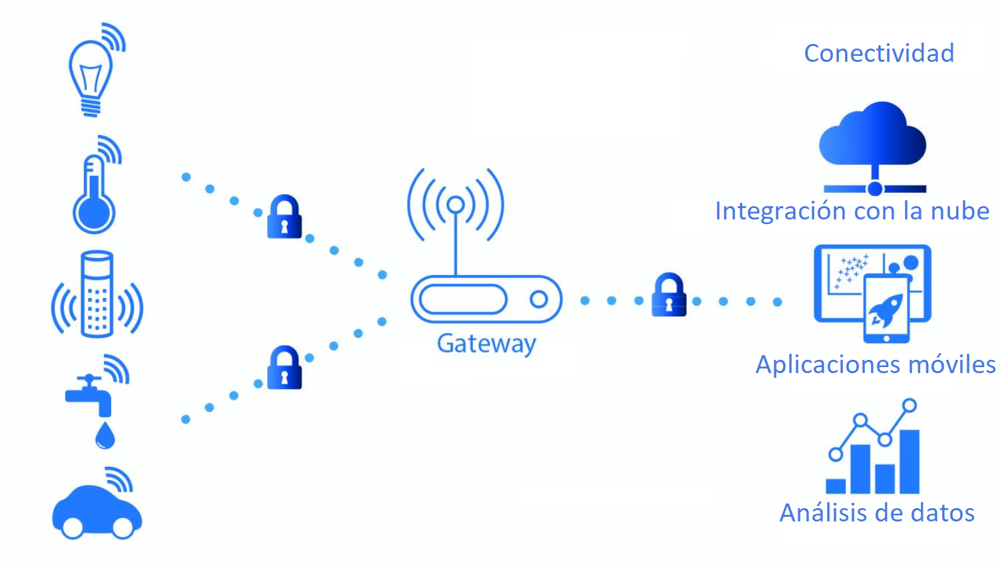 Conectividad
Integración con la nube
Gateway
Aplicaciones móviles
Análisis de datos